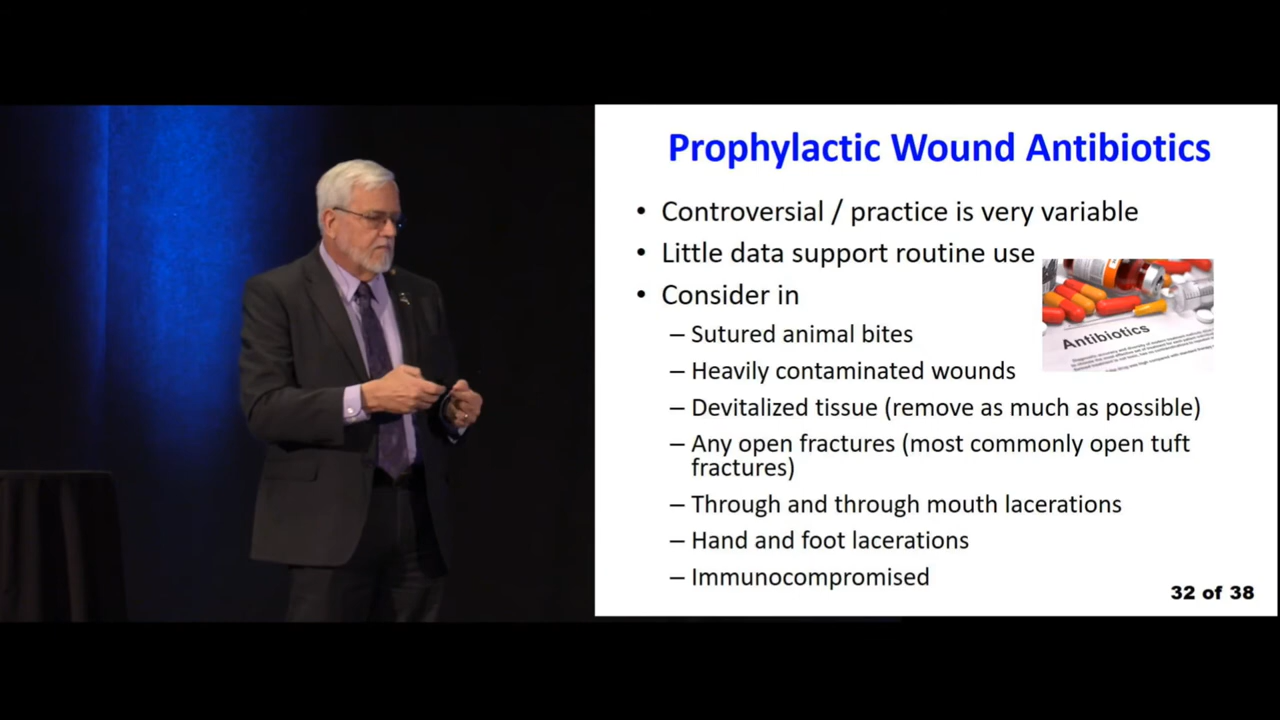 Prophylactic Wound Antibiotics
• Controversial / practice is very variable
• Little data support routine use
• Consider in
– Sutured animal bites
– Heavily contaminated wounds
– Devitalized tissue (remove as much as possible)
– Any open fractures (most commonly open tuft
fractures)
– Through and through mouth lacerations
– Hand and foot lacerations
– Immunocompromised
Antibiotics
32 of 38